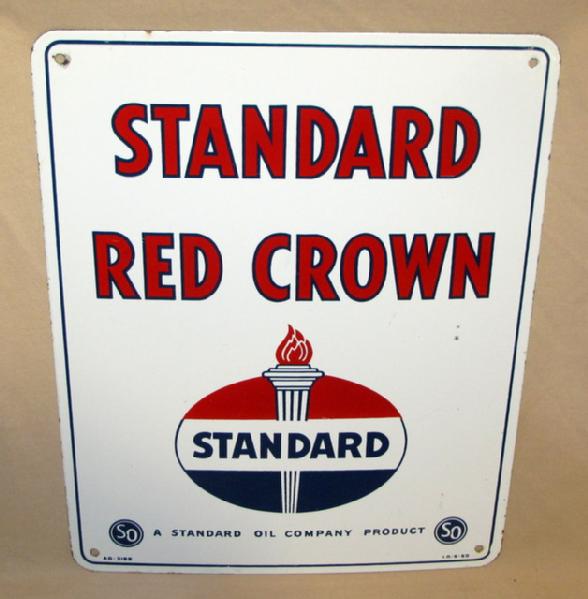 STANDARD
RED CROWN
STANDARD
SO A STANDARD OIL COMPANY PRODUCT SO